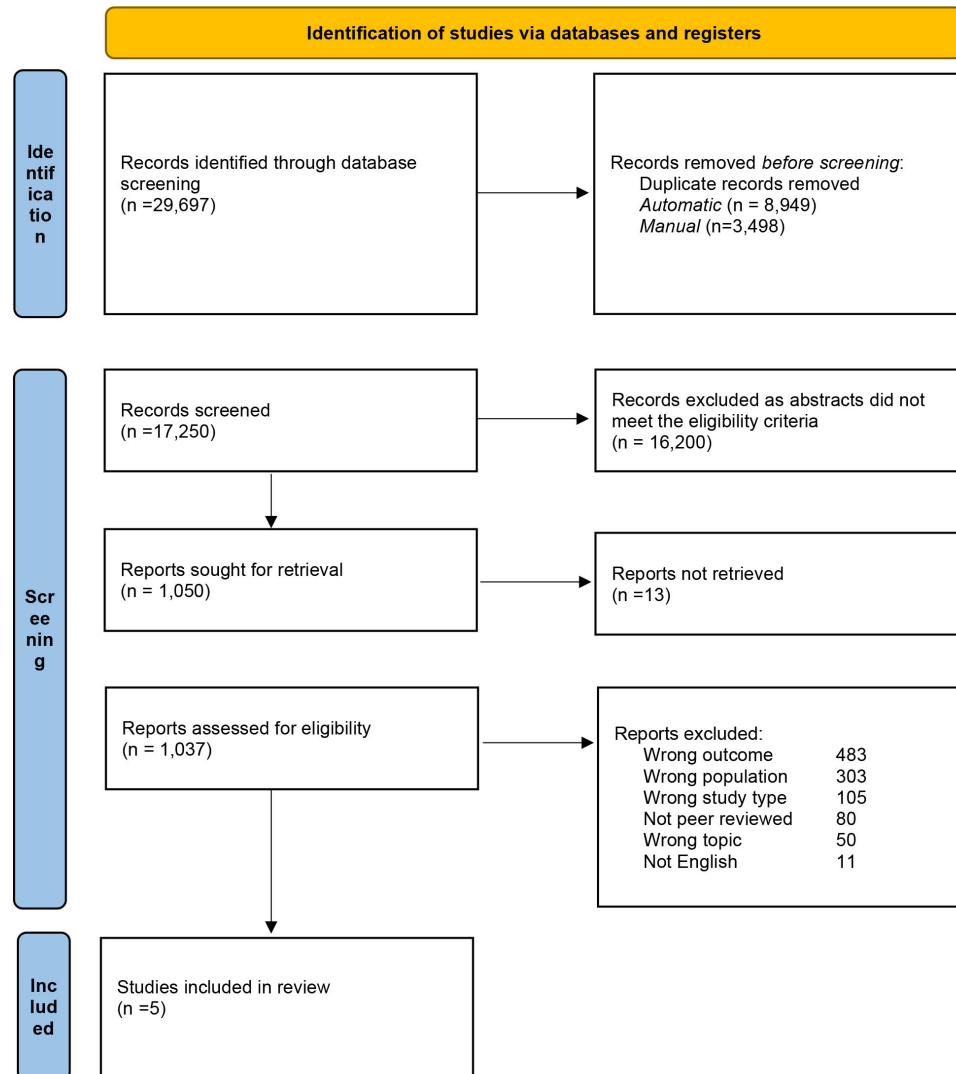 Identification of studies via databases and registers
Ide
ntif
ica
tio
n
Records identified through database
screening
(n =29,697)
Records removed before screening:
Duplicate records removed
Automatic (n = 8,949)
Manual (n=3,498)
Scr
ee
nin
g
Records screened
(n =17,250)
Records excluded as abstracts did not
meet the eligibility criteria
(n = 16,200)
Reports sought for retrieval
(n = 1,050)
Reports not retrieved
(n =13)
Reports assessed for eligibility
(n = 1,037)
Reports excluded:
Wrong outcome 483
Wrong population 303
Wrong study type 105
Not peer reviewed 80
Wrong topic 50
Not English 11
Inc
lud
ed
Studies included in review
(n =5)